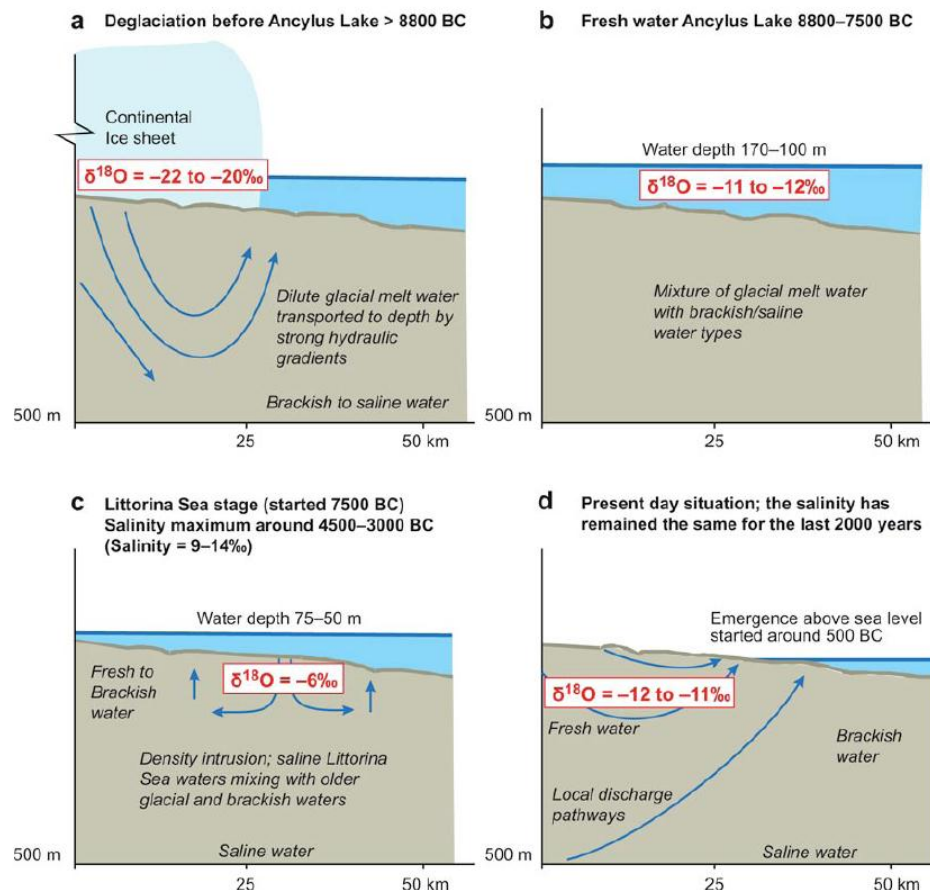 a Deglaciation before Ancylus Lake > 8800 BC
Continental
Ice sheet
δ¹⁸O = –22 to –20‰
Dilute glacial melt water
transported to depth by
strong hydraulic
gradients
Brackish to saline water
500 m
25
50 km
b Fresh water Ancylus Lake 8800–7500 BC
Water depth 170–100 m
δ¹⁸O = –11 to –12‰
Mixture of glacial melt water
with brackish/saline
water types
500 m
25
50 km
c Littorina Sea stage (started 7500 BC)
Salinity maximum around 4500–3000 BC
(Salinity = 9–14‰)
Water depth 75–50 m
Fresh to
Brackish
water
δ¹⁸O = –6‰
Density intrusion; saline Littorina
Sea waters mixing with older
glacial and brackish waters
Saline water
500 m
25
50 km
d Present day situation; the salinity has
remained the same for the last 2000 years
Emergence above sea level
started around 500 BC
δ¹⁸O = –12 to –11‰
Fresh water
Brackish
water
Local discharge
pathways
Saline water
500 m
25
50 km